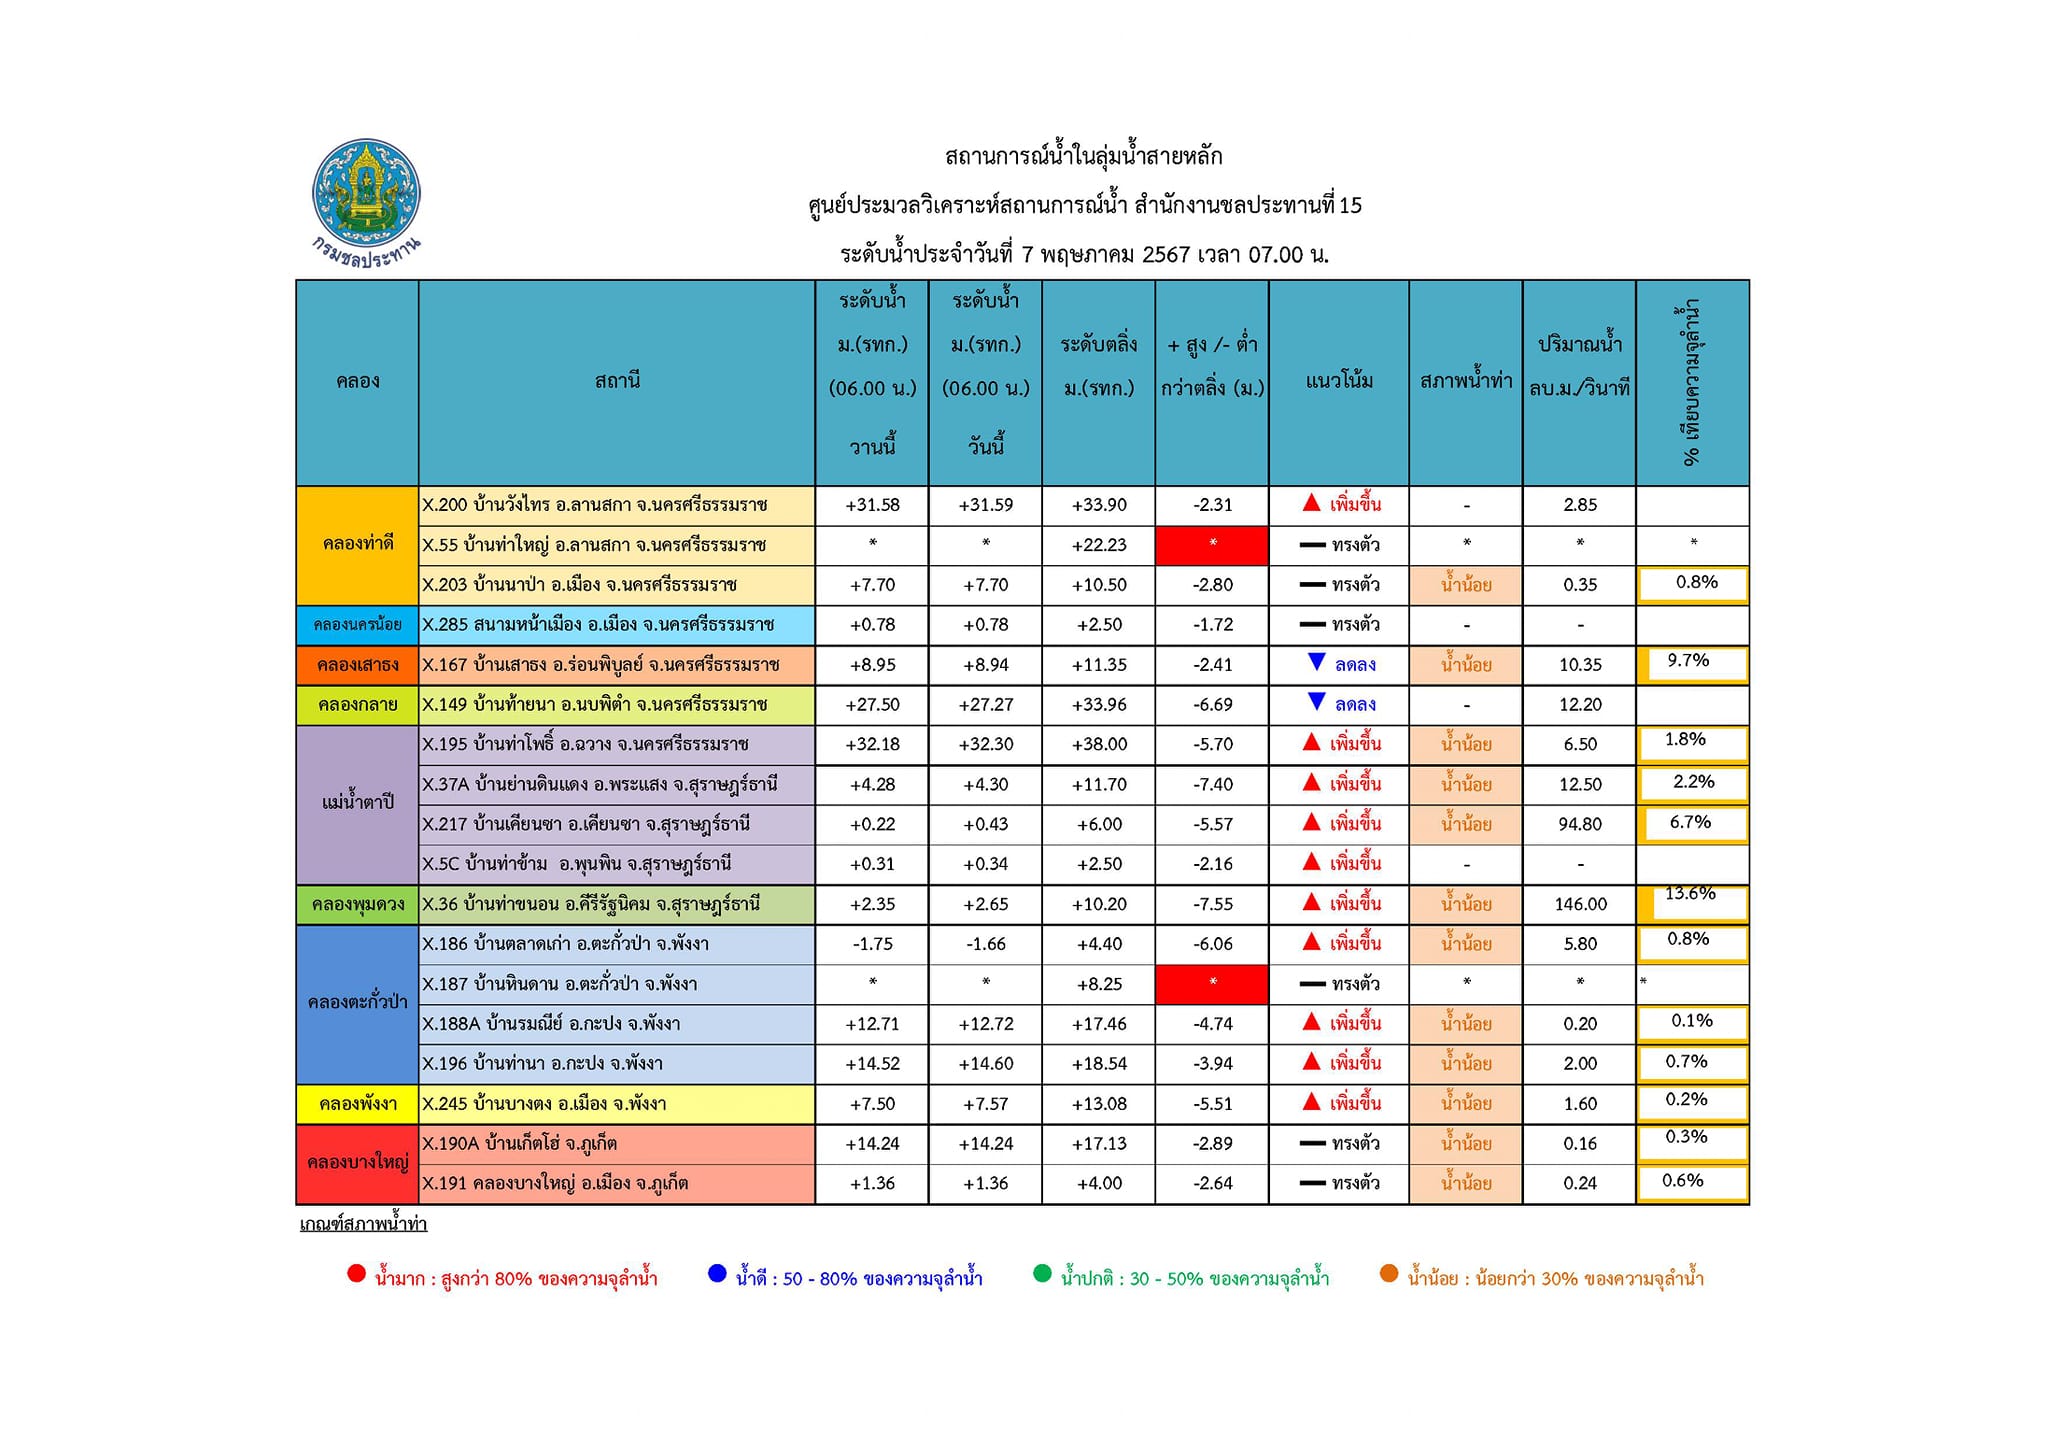 กรมชลประทาน
สถานการณ์น้ำในลุ่มน้ำสายหลัก
ศูนย์ประมวลวิเคราะห์สถานการณ์น้ำ สำนักงานชลประทานที่ 15
ระดับน้ำประจำวันที่ 7 พฤษภาคม 2567 เวลา 07.00 น.
คลอง สถานี ระดับน้ำ ม.(รทก.) (06.00 น.) วานนี้ ระดับน้ำ ม.(รทก.) (06.00 น.) วันนี้ ระดับตลิ่ง ม.(รทก.) + สูง /- ต่ำ กว่าตลิ่ง (ม.) แนวโน้ม สภาพน้ำท่า ปริมาณน้ำ ลบ.ม./วินาที % เทียบความจุลำน้ำ
คลองท่าดี X.200 บ้านวังไทร อ.ลานสกา จ.นครศรีธรรมราช +31.58 +31.59 +33.90 -2.31 ▲ เพิ่มขึ้น - 2.85
X.55 บ้านท่าใหญ่ อ.ลานสกา จ.นครศรีธรรมราช * * +22.23 * ทรงตัว * * *
X.203 บ้านนาป่า อ.เมือง จ.นครศรีธรรมราช +7.70 +7.70 +10.50 -2.80 ทรงตัว น้ำน้อย 0.35 0.8%
คลองนครน้อย X.285 สนามหน้าเมือง อ.เมือง จ.นครศรีธรรมราช +0.78 +0.78 +2.50 -1.72 ทรงตัว - -
คลองเสาธง X.167 บ้านเสาธง อ.ร่อนพิบูลย์ จ.นครศรีธรรมราช +8.95 +8.94 +11.35 -2.41 ▼ ลดลง น้ำน้อย 10.35 9.7%
คลองกลาย X.149 บ้านท้ายนา อ.นบพิตำ จ.นครศรีธรรมราช +27.50 +27.27 +33.96 -6.69 ▼ ลดลง - 12.20
แม่น้ำตาปี X.195 บ้านท่าโพธิ์ อ.ฉวาง จ.นครศรีธรรมราช +32.18 +32.30 +38.00 -5.70 ▲ เพิ่มขึ้น น้ำน้อย 6.50 1.8%
X.37A บ้านย่านดินแดง อ.พระแสง จ.สุราษฎร์ธานี +4.28 +4.30 +11.70 -7.40 ▲ เพิ่มขึ้น น้ำน้อย 12.50 2.2%
X.217 บ้านเคียนซา อ.เคียนซา จ.สุราษฎร์ธานี +0.22 +0.43 +6.00 -5.57 ▲ เพิ่มขึ้น น้ำน้อย 94.80 6.7%
X.5C บ้านท่าข้าม อ.พุนพิน จ.สุราษฎร์ธานี +0.31 +0.34 +2.50 -2.16 ▲ เพิ่มขึ้น - -
คลองพุมดวง X.36 บ้านท่าขนอน อ.คีรีรัฐนิคม จ.สุราษฎร์ธานี +2.35 +2.65 +10.20 -7.55 ▲ เพิ่มขึ้น น้ำน้อย 146.00 13.6%
คลองตะกั่วป่า X.186 บ้านตลาดเก่า อ.ตะกั่วป่า จ.พังงา -1.75 -1.66 +4.40 -6.06 ▲ เพิ่มขึ้น น้ำน้อย 5.80 0.8%
X.187 บ้านหินดาน อ.ตะกั่วป่า จ.พังงา * * +8.25 * ทรงตัว * * *
X.188A บ้านรมณีย์ อ.กะปง จ.พังงา +12.71 +12.72 +17.46 -4.74 ▲ เพิ่มขึ้น น้ำน้อย 0.20 0.1%
X.196 บ้านท่านา อ.กะปง จ.พังงา +14.52 +14.60 +18.54 -3.94 ▲ เพิ่มขึ้น น้ำน้อย 2.00 0.7%
คลองพังงา X.245 บ้านบางตง อ.เมือง จ.พังงา +7.50 +7.57 +13.08 -5.51 ▲ เพิ่มขึ้น น้ำน้อย 1.60 0.2%
คลองบางใหญ่ X.190A บ้านเก็ตโฮ่ จ.ภูเก็ต +14.24 +14.24 +17.13 -2.89 ทรงตัว น้ำน้อย 0.16 0.3%
X.191 คลองบางใหญ่ อ.เมือง จ.ภูเก็ต +1.36 +1.36 +4.00 -2.64 ทรงตัว น้ำน้อย 0.24 0.6%
เกณฑ์สภาพน้ำท่า
น้ำมาก : สูงกว่า 80% ของความจุลำน้ำ น้ำดี : 50 - 80% ของความจุลำน้ำ น้ำปกติ : 30 - 50% ของความจุลำน้ำ น้ำน้อย : น้อยกว่า 30% ของความจุลำน้ำ